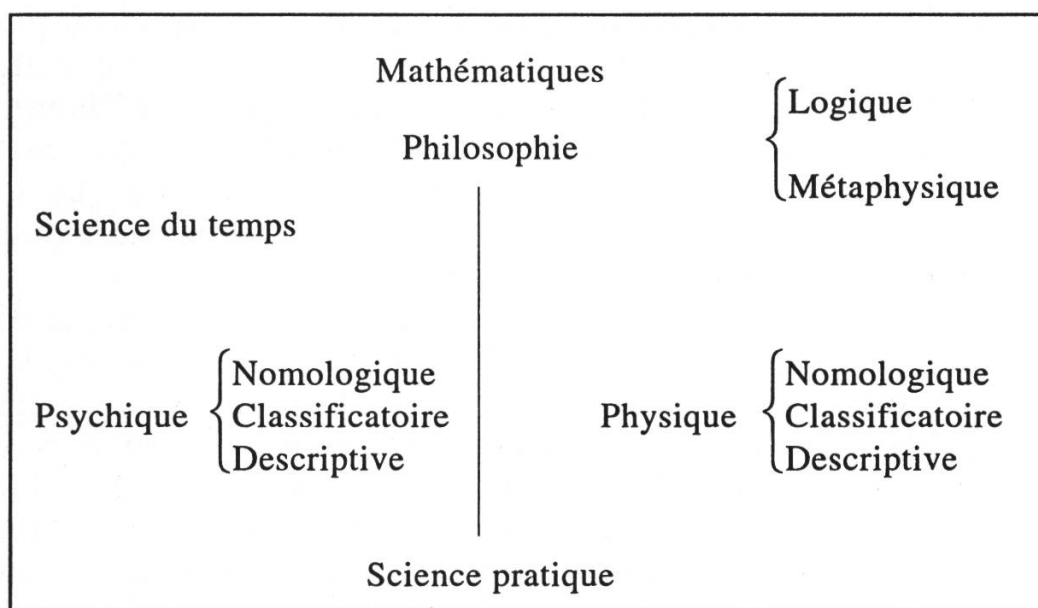 Mathématiques
Logique
Philosophie
Métaphysique
Science du temps
Nomologique
Psychique
Classificatoire
Descriptive
Nomologique
Physique
Classificatoire
Descriptive
Science pratique